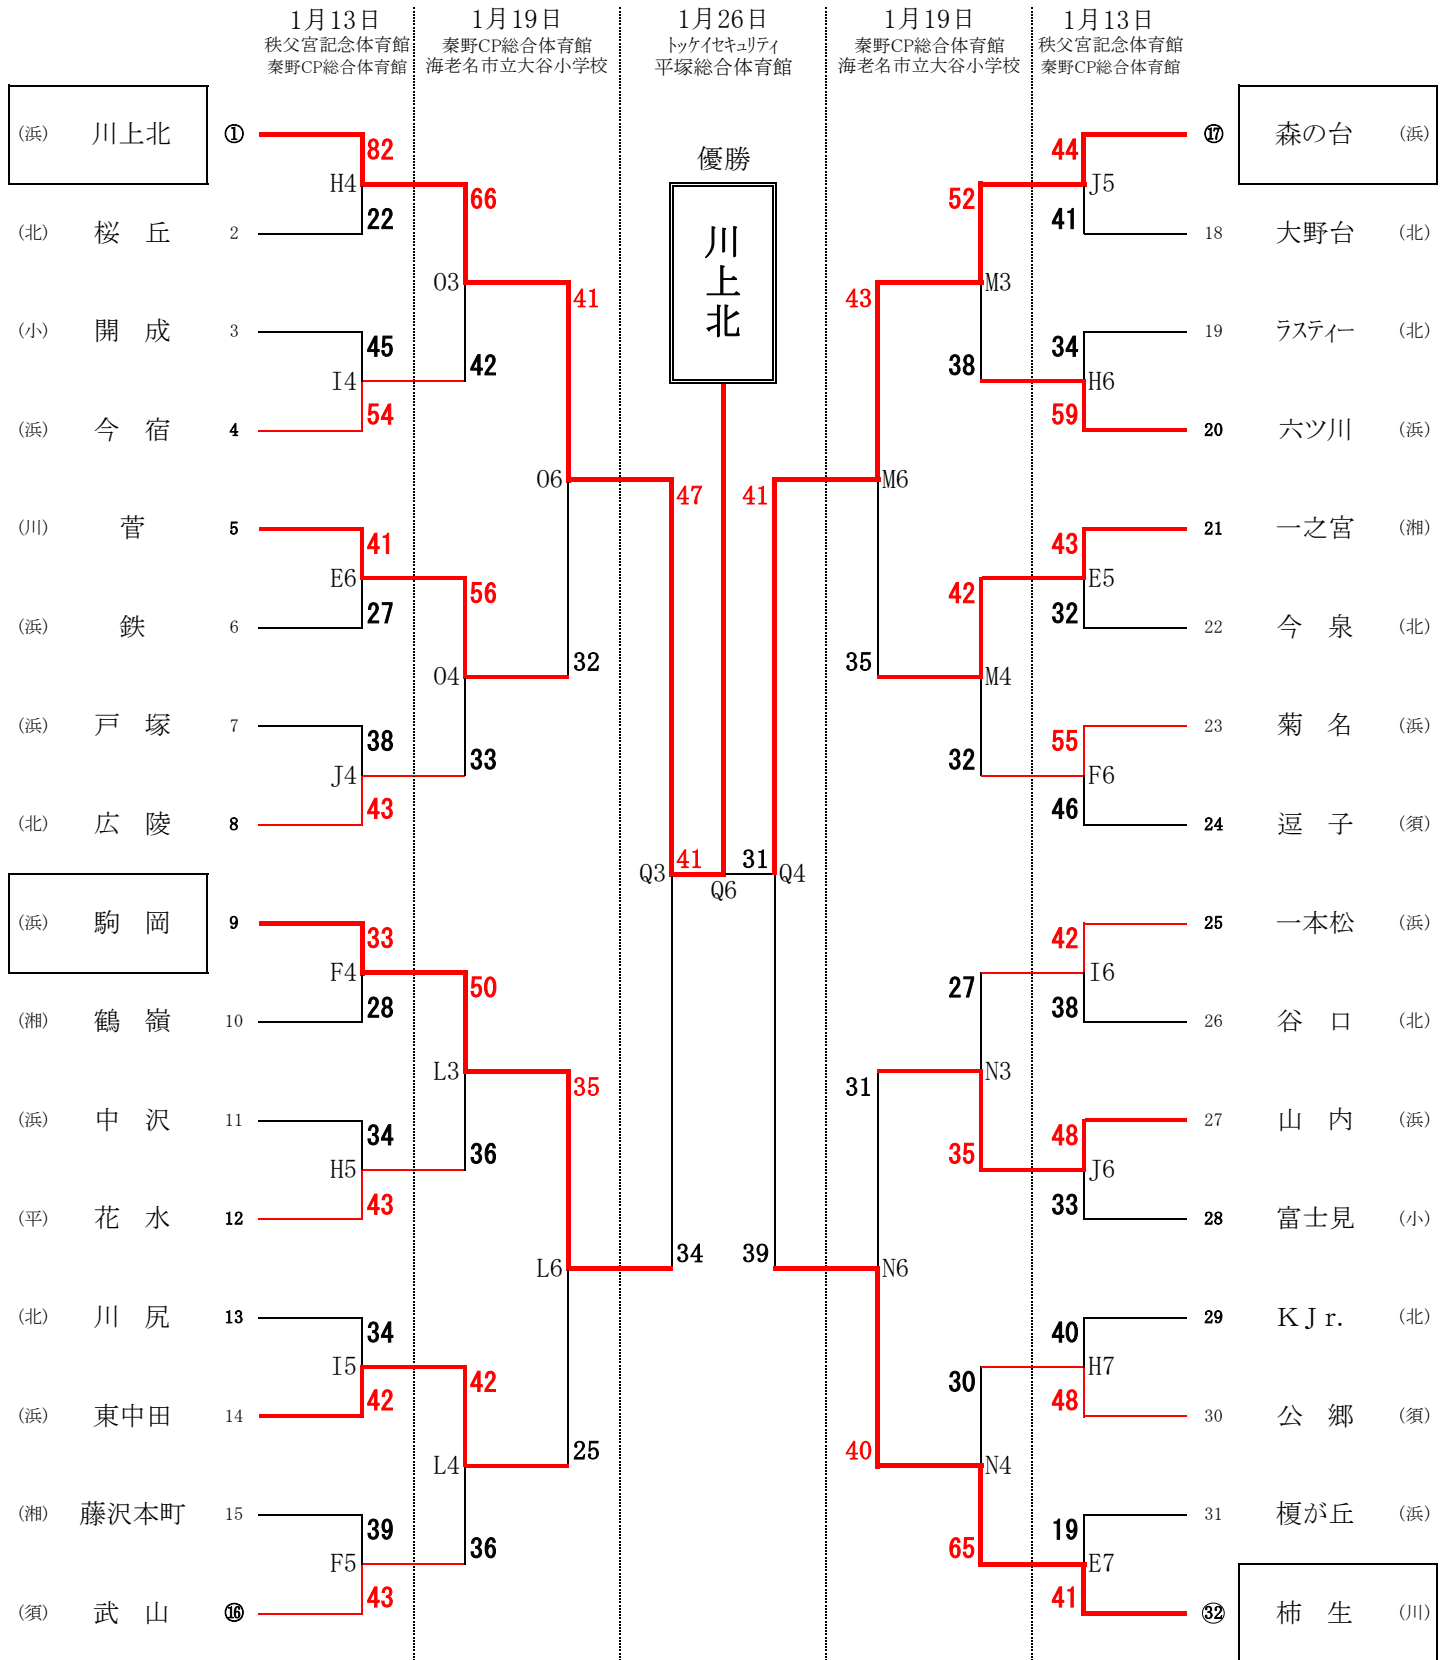 1月13日 1月19日 1月26日 1月19日 1月13日
秩父宮記念体育館 秦野CP総合体育館 トッケイセキュリティ 秦野CP総合体育館 秩父宮記念体育館
秦野CP総合体育館 海老名市立大谷小学校 平塚総合体育館 海老名市立大谷小学校 秦野CP総合体育館
(浜) 川上北 ① ⑰ 森の台 (浜)
82 44
優勝
H4 J5
66 52
22 41
(北) 桜 丘 2 18 大野台 (北)
川上北
O3 M3
41 43
(小) 開 成 3 19 ラスティー (北)
45 34
42 38
I4 H6
54 59
(浜) 今 宿 4 20 六ツ川 (浜)
O6 M6
47 41
(川) 菅 5 21 一之宮 (湘)
41 43
E6 E5
56 42
27 32
(浜) 鉄 6 22 今 泉 (北)
32 35
O4 M4
(浜) 戸 塚 7 23 菊 名 (浜)
38 55
33 32
J4 F6
43 46
(北) 広 陵 8 24 逗 子 (須)
41 31
Q3 Q4
Q6
(浜) 駒 岡 9 25 一本松 (浜)
33 42
F4 I6
50 27
28 38
(湘) 鶴 嶺 10 26 谷 口 (北)
L3 N3
35 31
(浜) 中 沢 11 27 山 内 (浜)
34 48
36 35
H5 J6
43 33
(平) 花 水 12 28 富士見 (小)
34 39
L6 N6
(北) 川 尻 13 29 KJr. (北)
34 40
I5 H7
42 30
42 48
(浜) 東中田 14 30 公 郷 (須)
25 40
L4 N4
(湘) 藤沢本町 15 31 榎が丘 (浜)
39 19
36 65
F5 E7
43 41
(須) 武 山 ⑯ ㉜ 柿 生 (川)